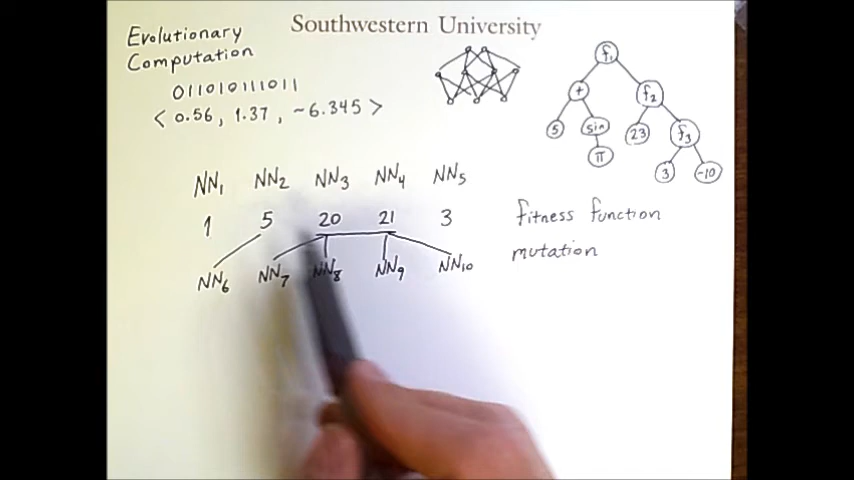 Southwestern University
Evolutionary
Computation
011010111011
< 0.56, 1.37, -6.345 >
f1
+ f2
5 sin 23 f3
π 3 -10
NN1 NN2 NN3 NN4 NN5
1 5 20 21 3
fitness function
mutation
NN6 NN7 NN8 NN9 NN10